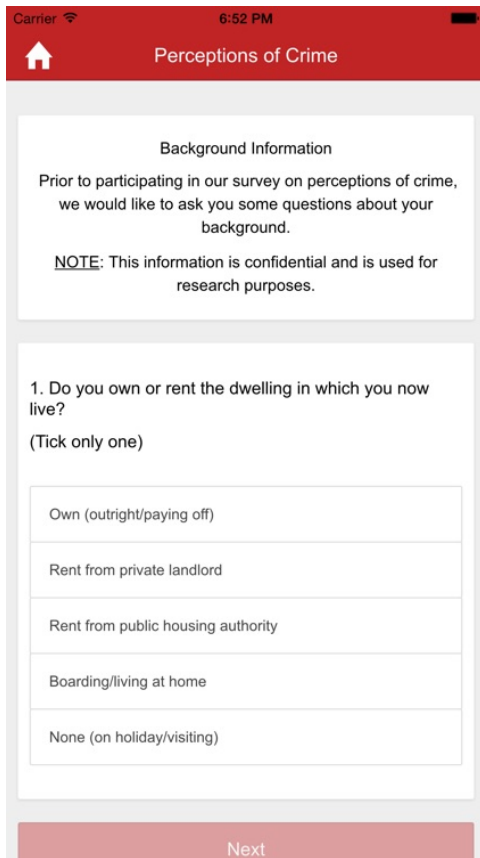 Carrier 6:52 PM
Perceptions of Crime
Background Information
Prior to participating in our survey on perceptions of crime,
we would like to ask you some questions about your
background.
NOTE: This information is confidential and is used for
research purposes.
1. Do you own or rent the dwelling in which you now
live?
(Tick only one)
Own (outright/paying off)
Rent from private landlord
Rent from public housing authority
Boarding/living at home
None (on holiday/visiting)
Next